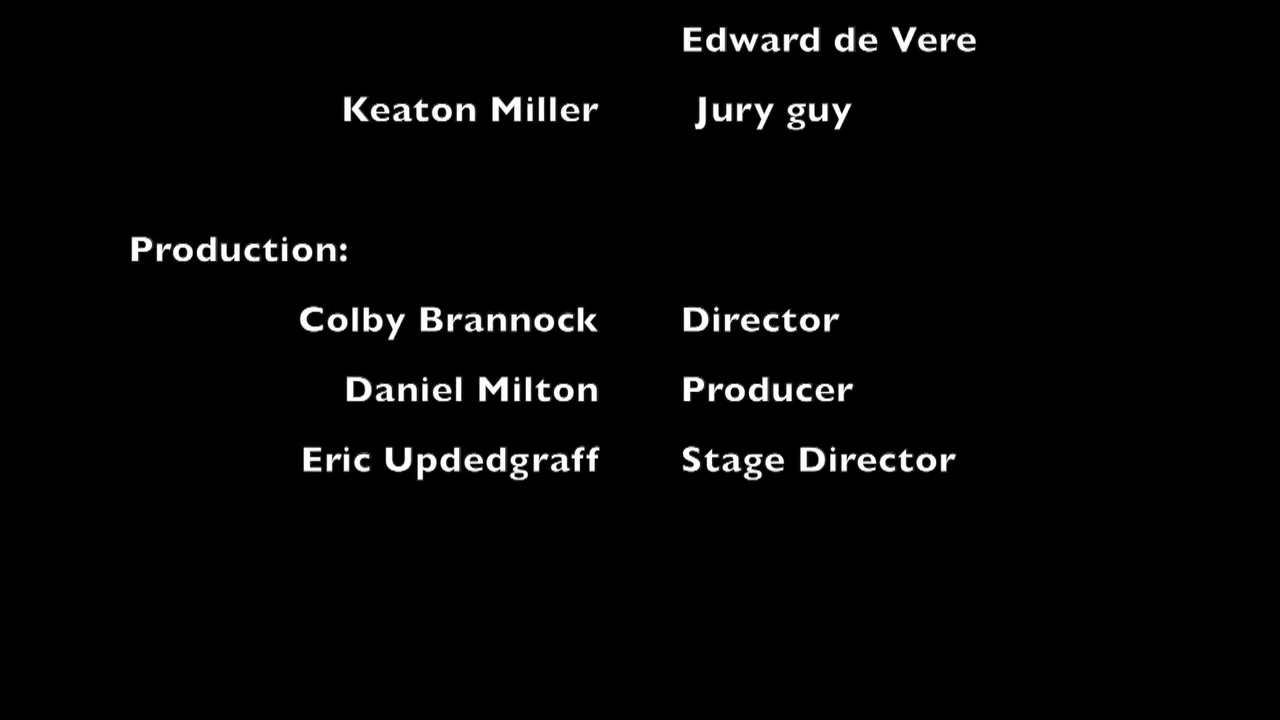 Edward de Vere
Keaton Miller Jury guy
Production:
Colby Brannock Director
Daniel Milton Producer
Eric Updedgraff Stage Director